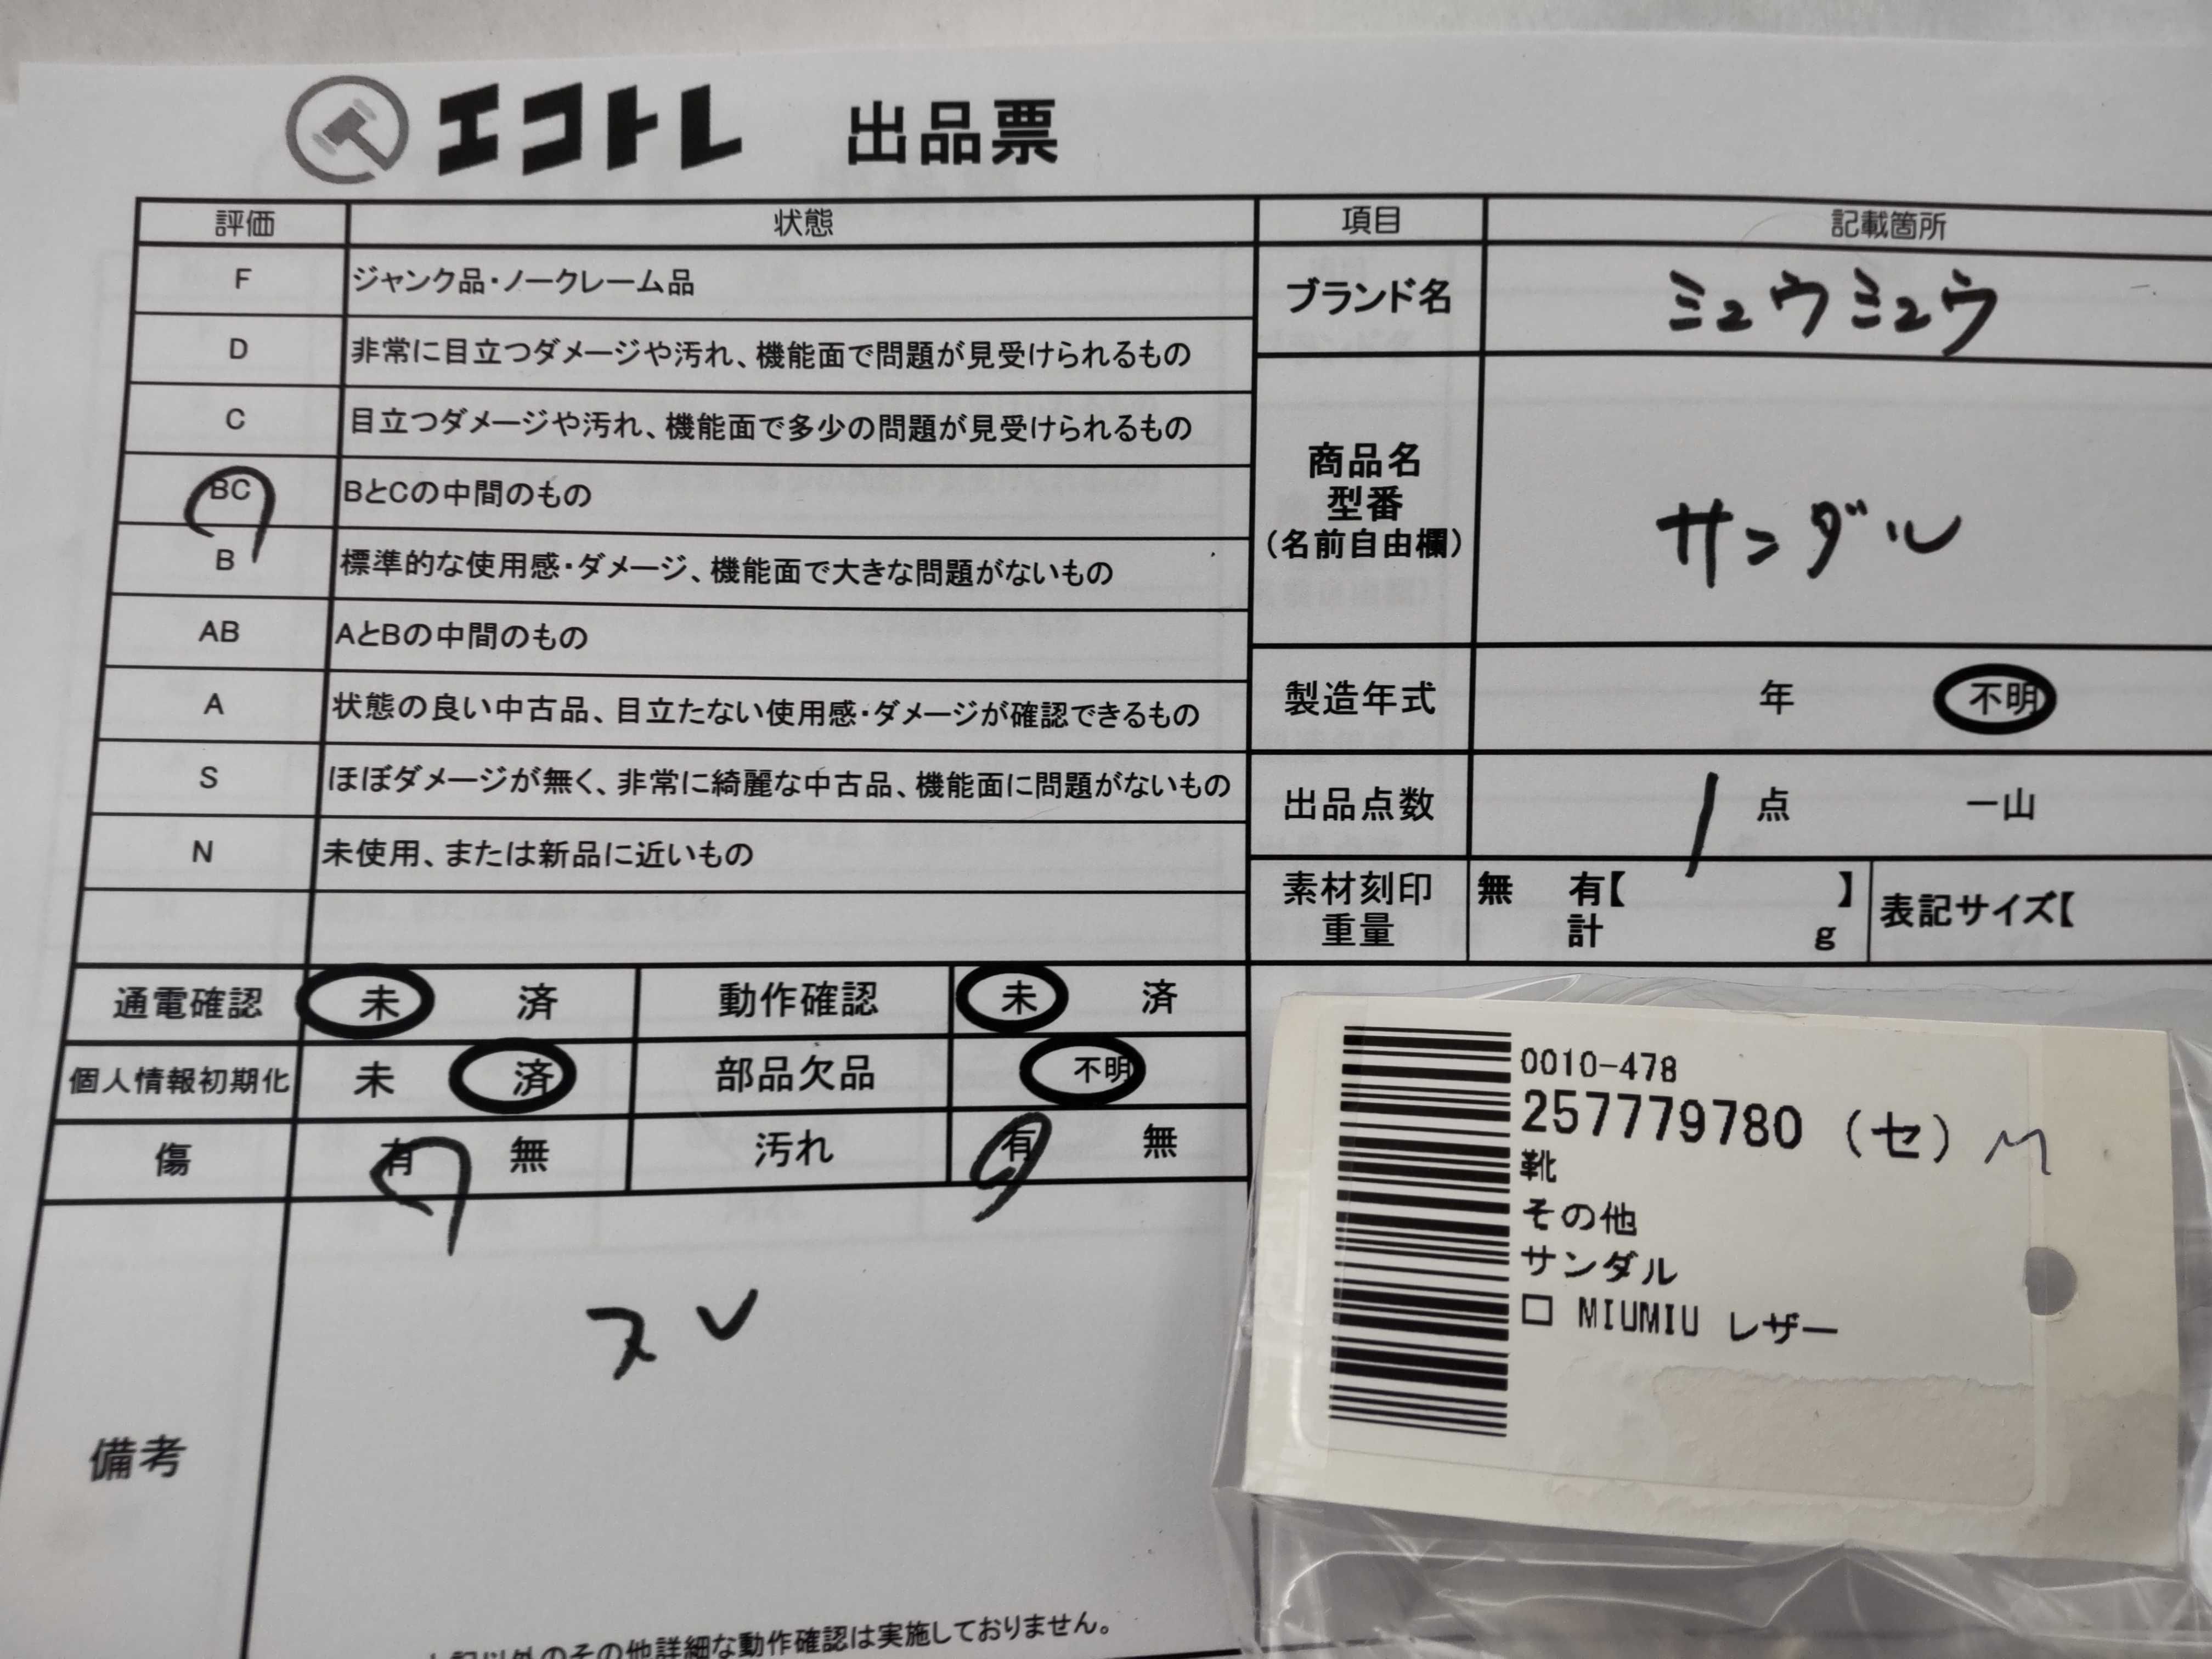 エコトレ 出品票
評価 状態
F ジャンク品・ノークレーム品
D 非常に目立つダメージや汚れ、機能面で問題が見受けられるもの
C 目立つダメージや汚れ、機能面で多少の問題が見受けられるもの
BC BとCの中間のもの
B 標準的な使用感・ダメージ、機能面で大きな問題がないもの
AB AとBの中間のもの
A 状態の良い中古品、目立たない使用感・ダメージが確認できるもの
S ほぼダメージが無く、非常に綺麗な中古品、機能面に問題がないもの
N 未使用、または新品に近いもの
項目 記載箇所
ブランド名 ミュウミュウ
商品名
型番
(名前自由欄)
サンダル
製造年式 年 不明
出品点数 1 点 一山
素材刻印 無 有【 】
重量 計 g
表記サイズ【
通電確認 未 済 動作確認 未 済
個人情報初期化 未 済 部品欠品 不明
傷 有 無 汚れ 有 無
備考
スレ
記以外のその他詳細な動作確認は実施しておりません。
0010-478
257779780 (セ) M
靴
その他
サンダル
□ MIUMIU レザー